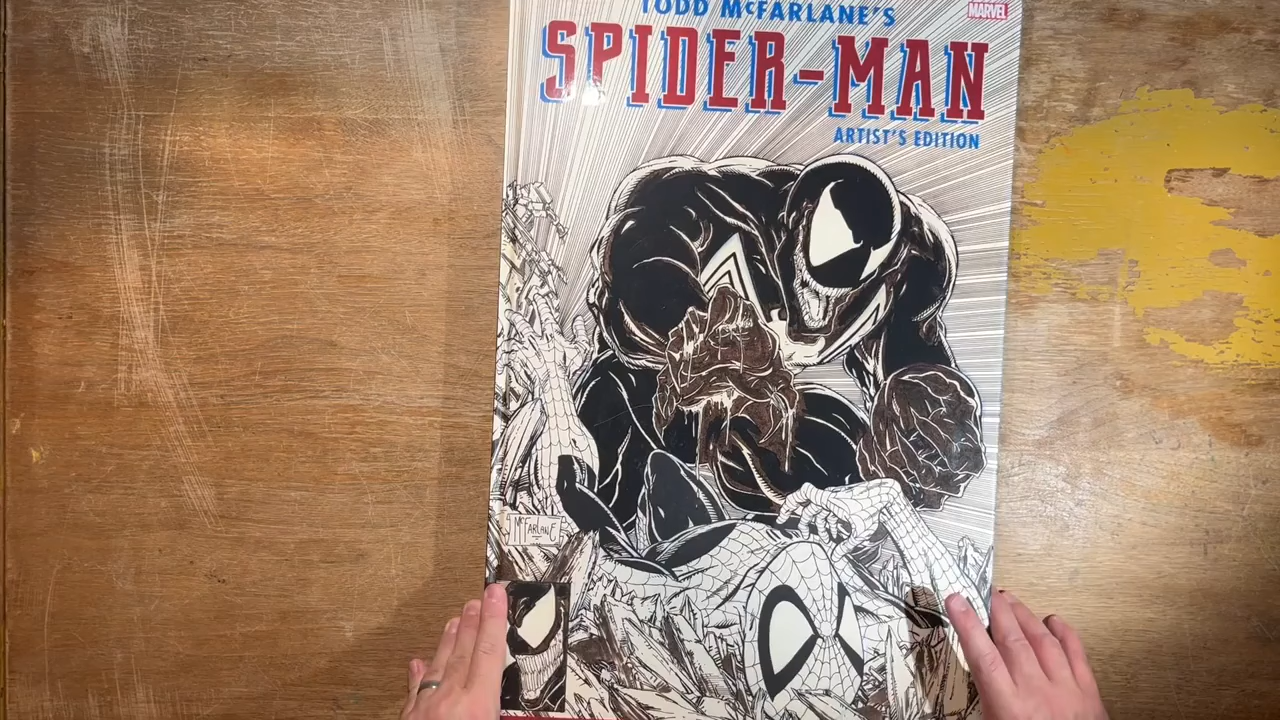 TODD McFARLANE'S
MARVEL
SPIDER-MAN
ARTIST'S EDITION
McFARLANE